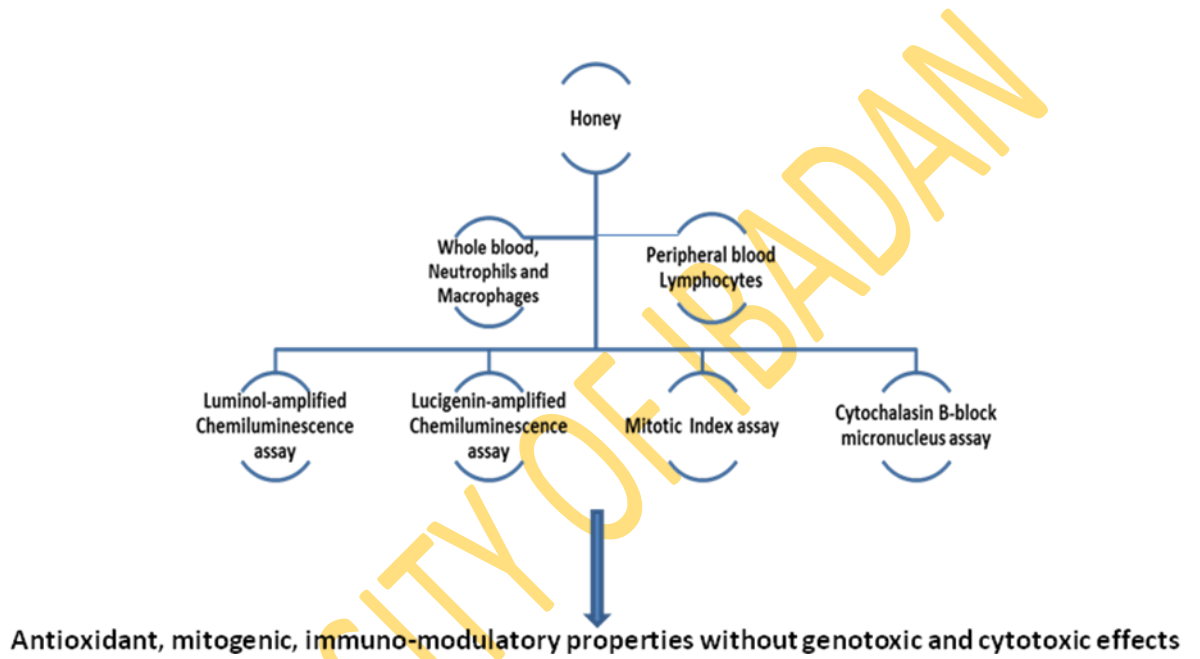 Honey
Whole blood,
Neutrophils and
Macrophages
Peripheral blood
Lymphocytes
Luminol-amplified
Chemiluminescence
assay
Lucigenin-amplified
Chemiluminescence
assay
Mitotic Index assay
Cytochalasin B-block
micronucleus assay
Antioxidant, mitogenic, immuno-modulatory properties without genotoxic and cytotoxic effects
SITY OF IBADAN